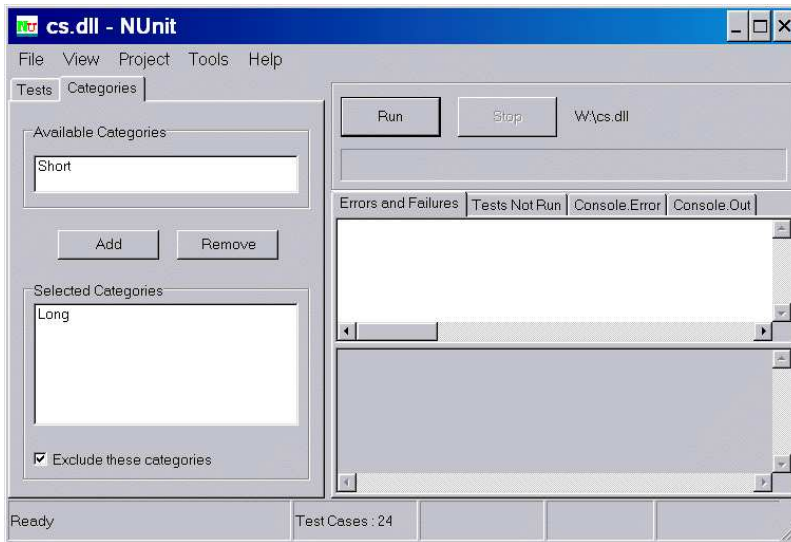 Nu cs.dll - NUnit
File View Project Tools Help
Tests Categories
Available Categories
Short
Add Remove
Selected Categories
Long
Exclude these categories
Run Stop W:\cs.dll
Errors and Failures Tests Not Run Console.Error Console.Out
Ready Test Cases : 24